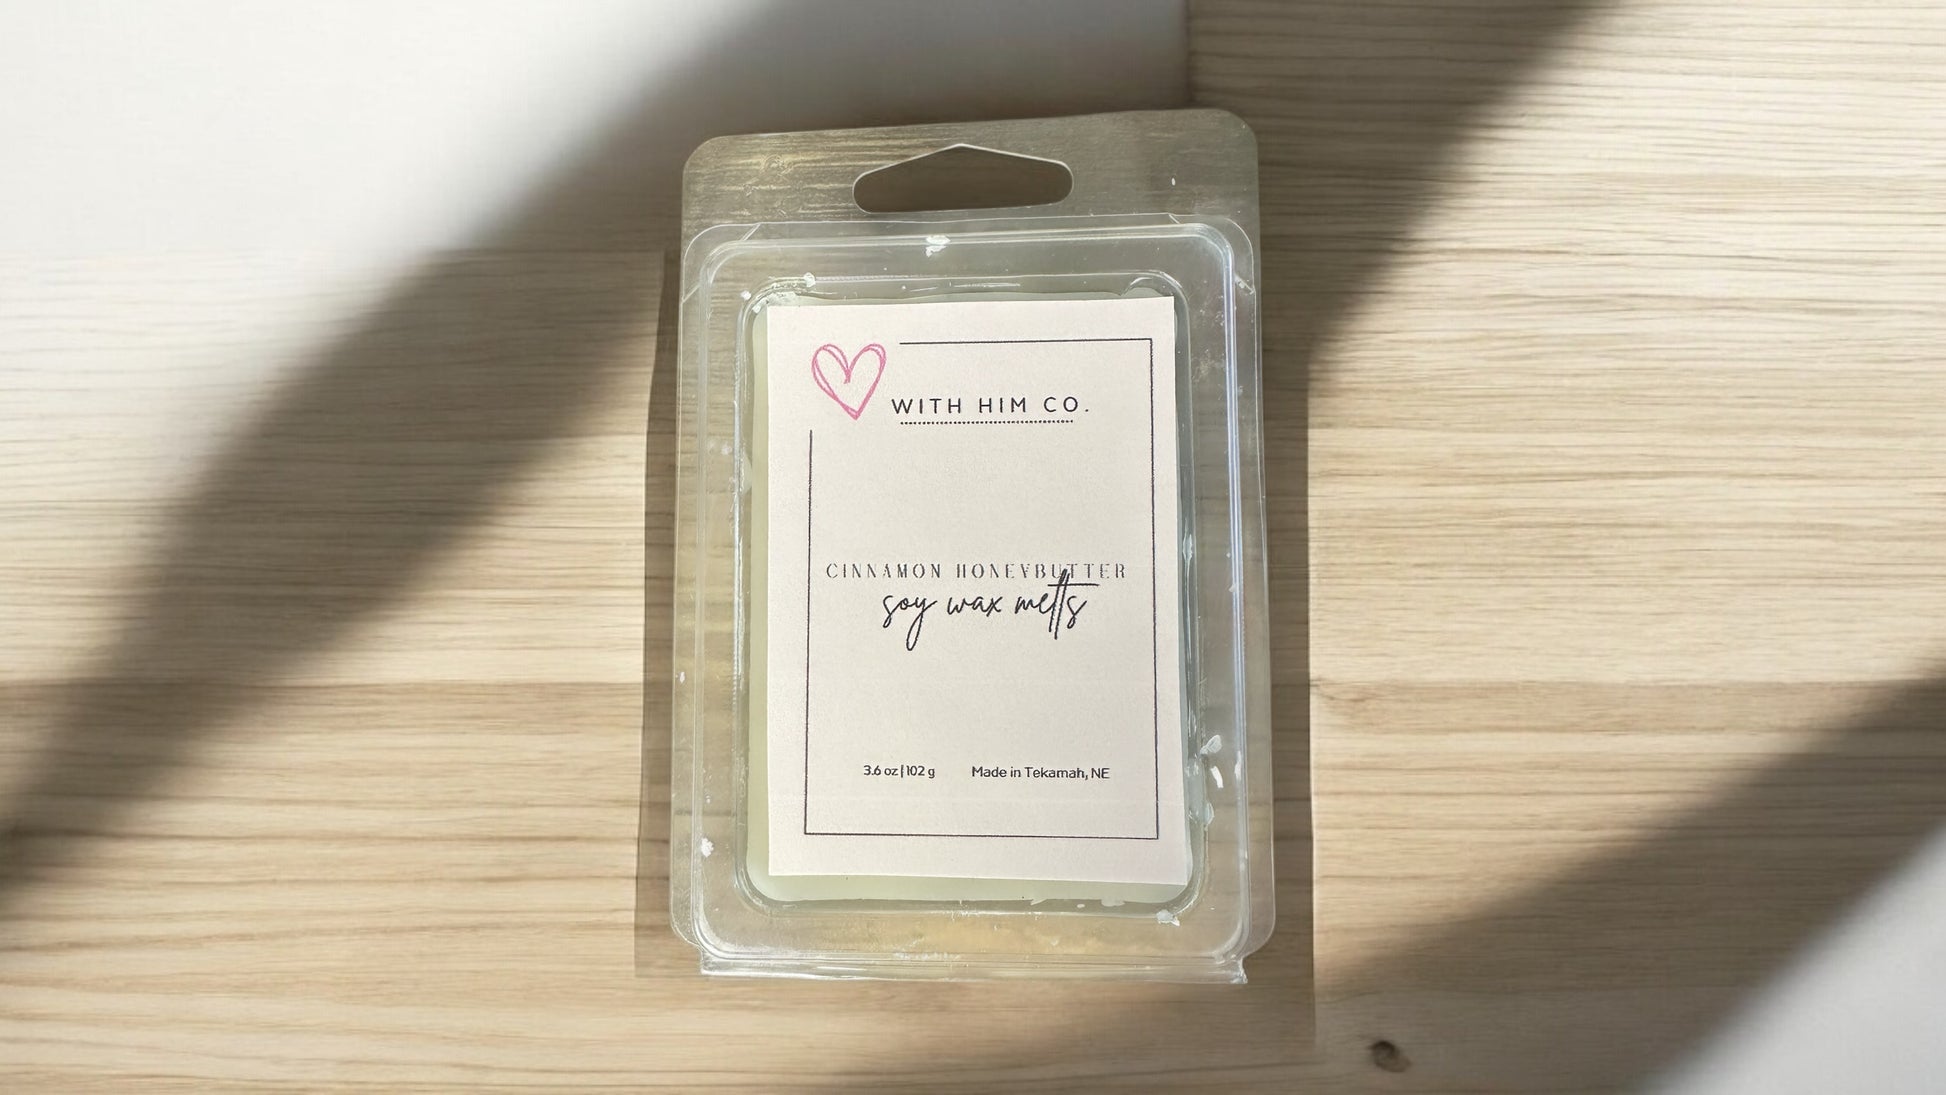 WITH HIM CO.
CINNAMON HONEYBUTTER
soy wax melts
3.6 oz | 102 g Made in Tekamah, NE